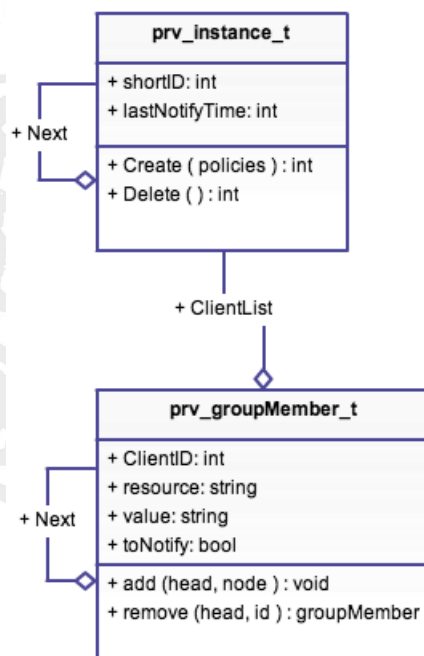 prv_instance_t
+ shortID: int
+ lastNotifyTime: int
+ Next
+ Create ( policies ) : int
+ Delete ( ) : int
+ ClientList
prv_groupMember_t
+ ClientID: int
+ resource: string
+ value: string
+ toNotify: bool
+ Next
+ add (head, node ) : void
+ remove (head, id ) : groupMember